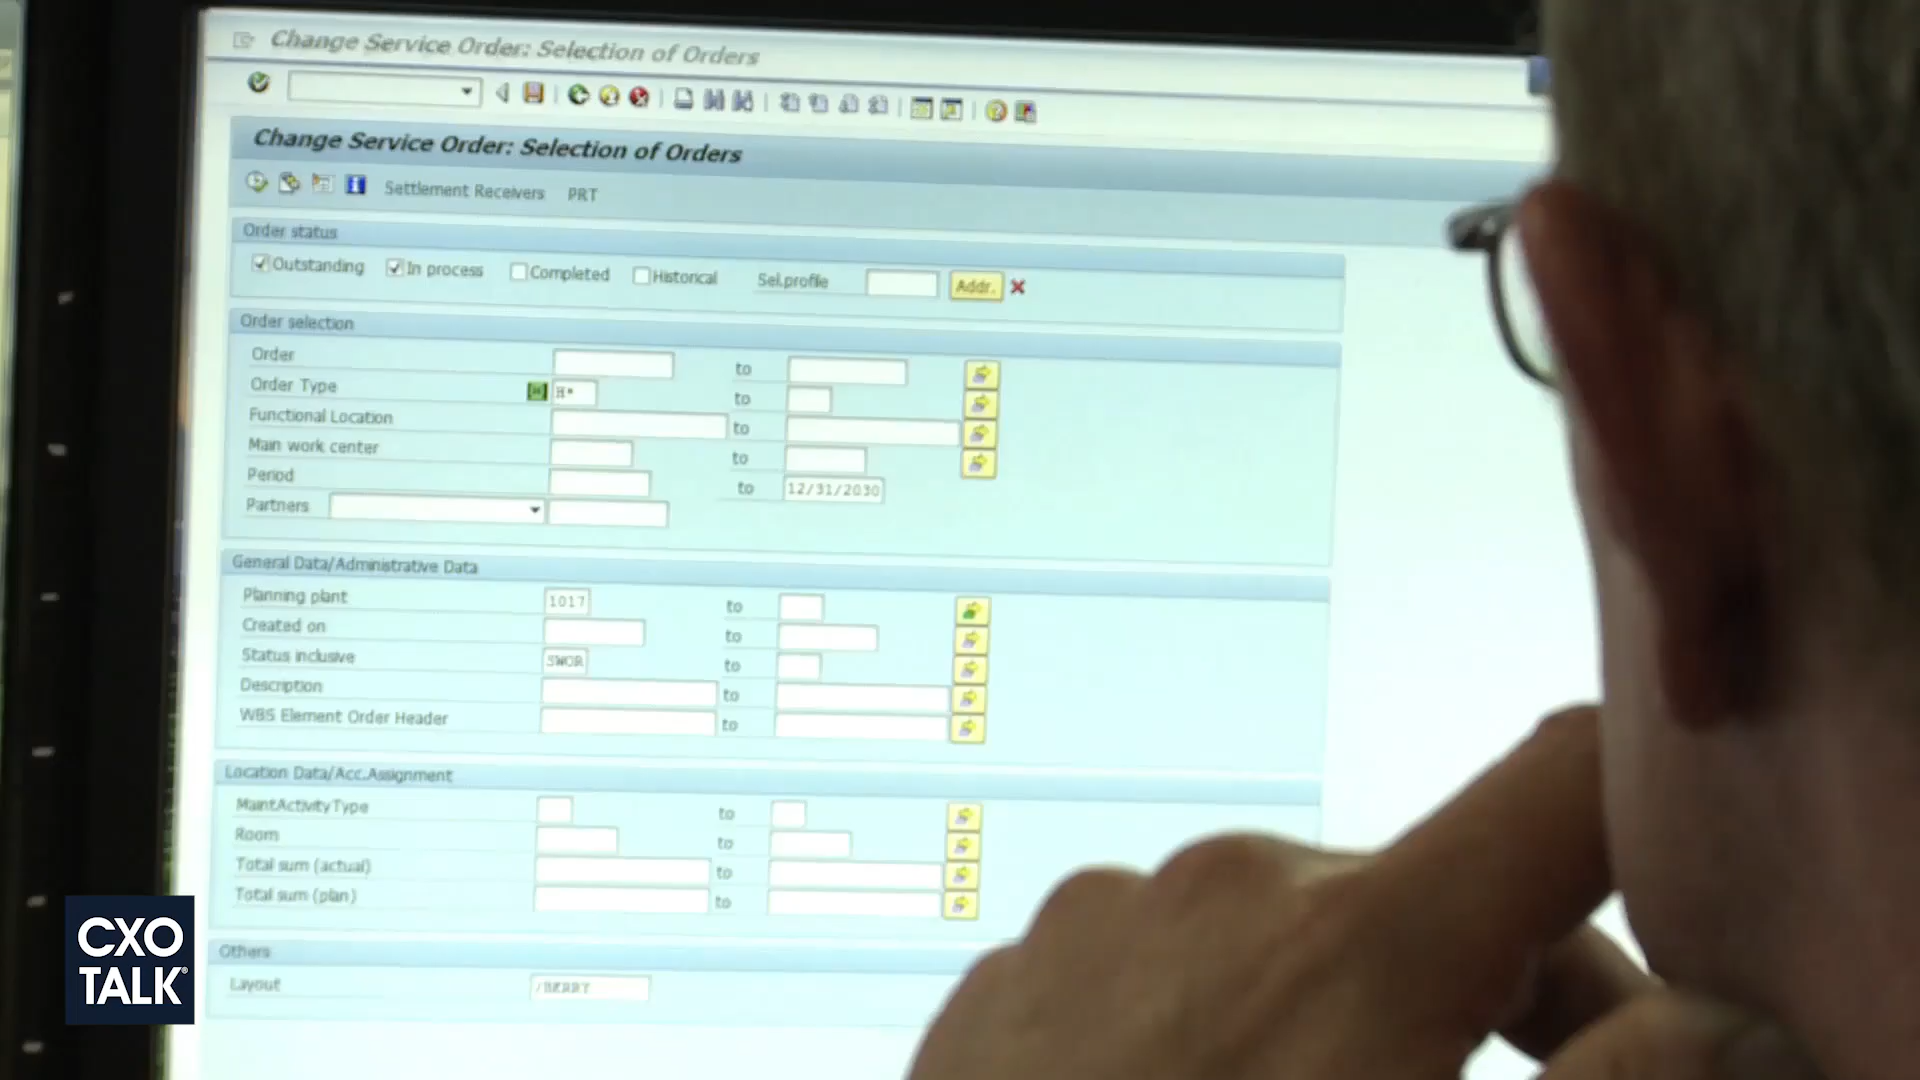 Change Service Order: Selection of Orders
Change Service Order: Selection of Orders
Settlement Receivers PRT
Order status
Outstanding In process Completed Historical Sel.profile Addr.
Order selection
Order to
Order Type H* to
Functional Location to
Main work center to
Period to 12/31/2030
Partners
General Data/Administrative Data
Planning plant 1017 to
Created on to
Status inclusive SWOR to
Description to
WBS Element Order Header to
Location Data/Acc.Assignment
MaintActivityType to
Room to
Total sum (actual) to
Total sum (plan) to
Others
Layout /BERRY
CXO
TALK®